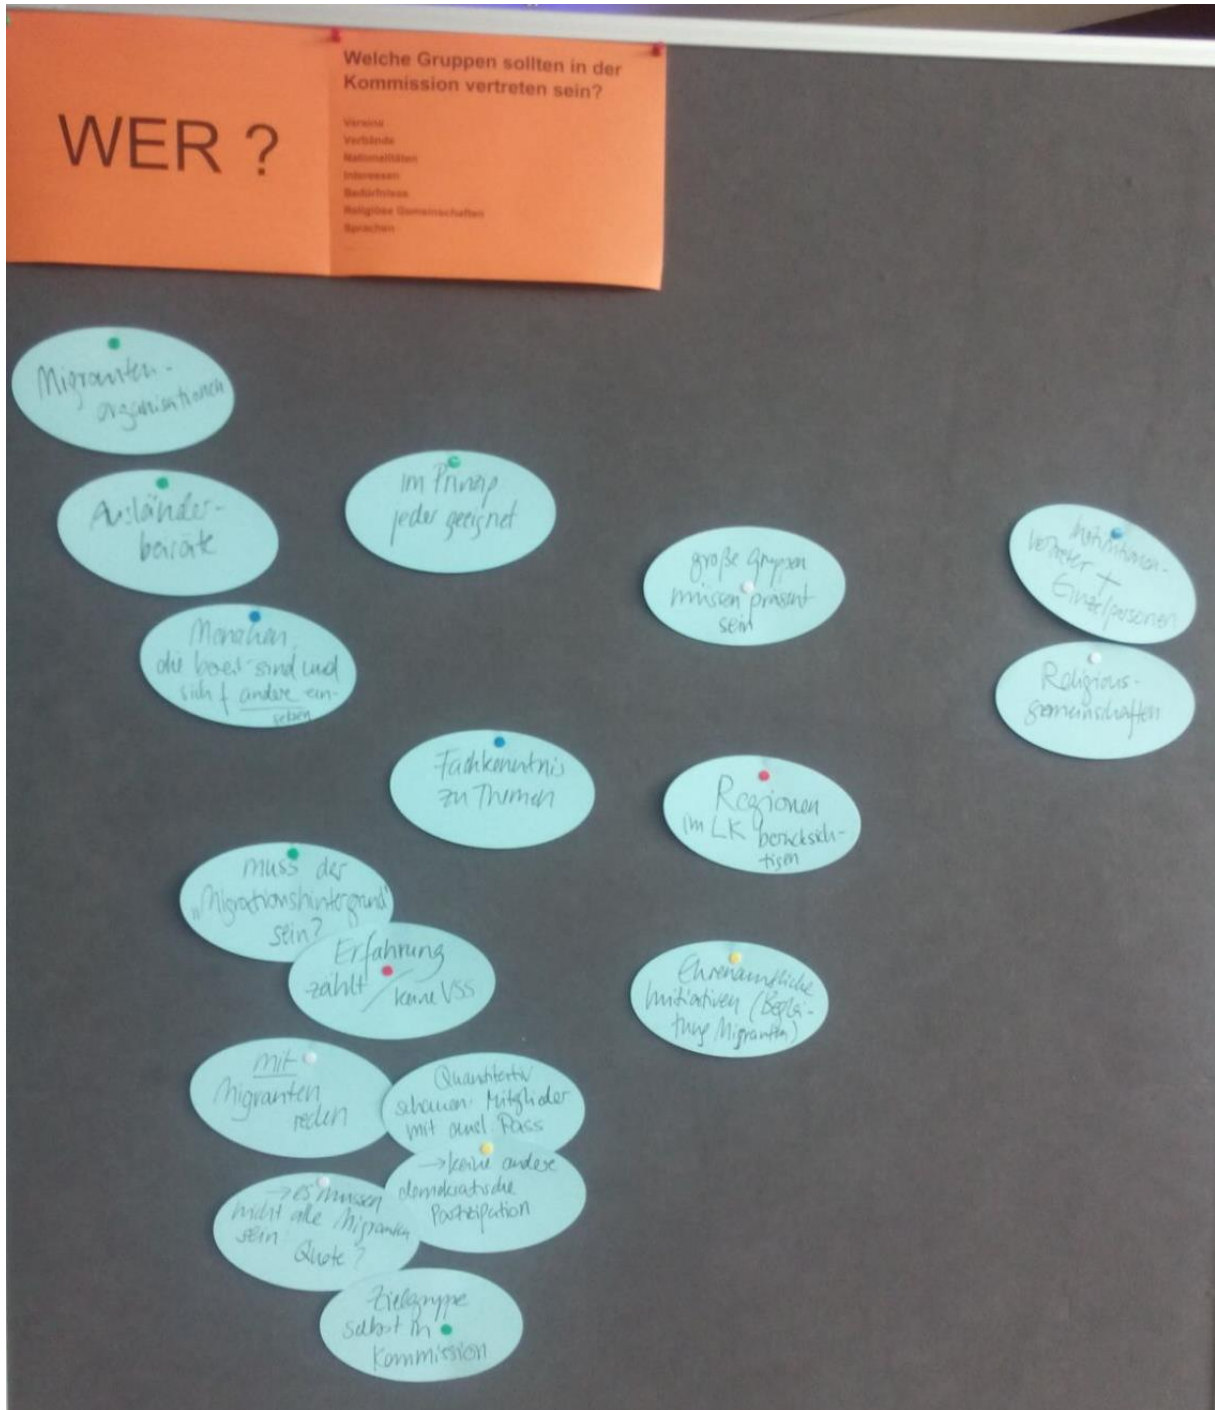 WER ?
Welche Gruppen sollten in der
Kommission vertreten sein?
Vereine
Verbände
Nationalitäten
Interessen
Bedürfnisse
Religiöse Gemeinschaften
Sprachen
Migranten-
organisationen
Ausländer-
beiräte
Menschen,
die bereit sind und
sich f. andere ein-
setzen
im Prinzip
jeder geeignet
Fachkenntnis
zu Themen
große Gruppen
müssen präsent
sein
Regionen
im LK berücksich-
tigen
Institutionen-
vertreter +
Einzelpersonen
Religions-
gemeinschaften
muss der
„Migrationshintergrund"
sein?
Erfahrung
zählt / keine VSS
Ehrenamtliche
Initiativen (Beglei-
tung Migranten)
mit
Migranten
reden
Quantitativ
schauen: Mitglieder
mit ausl. Pass
→ keine andere
demokratische
Partizipation
→ es müssen
nicht alle Migranten
sein
Quote?
Zielgruppe
selbst in
Kommission